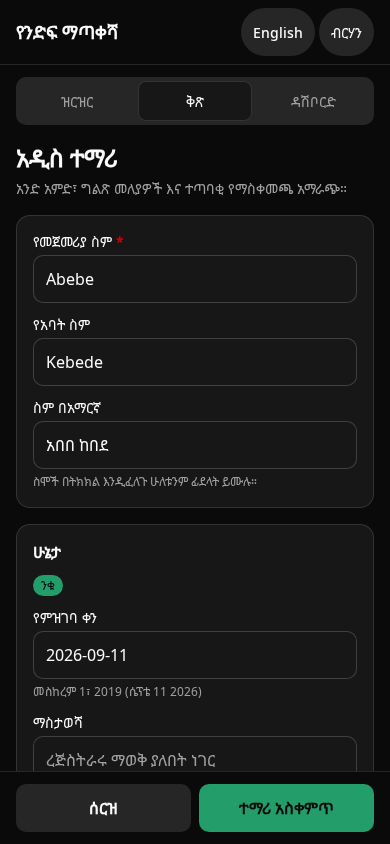 የንድፍ ማጣቀሻ
English
ብርሃን
ዝርዝር
ቅጽ
ዳሽቦርድ
አዲስ ተማሪ
አንድ አምድ፣ ግልጽ መለያዎች እና ተጣባቂ የማስቀመጫ አማራጭ።
የመጀመሪያ ስም *
Abebe
የአባት ስም
Kebede
ስም በአማርኛ
አበበ ከበደ
ስሞች በትክክል እንዲፈለጉ ሁለቱንም ፊደላት ይሙሉ።
ሁኔታ
ንቁ
የምዝገባ ቀን
2026-09-11
መስከረም 1፣ 2019 (ሴፕቴ 11 2026)
ማስታወሻ
ረጅስትራሩ ማወቅ ያለበት ነገር
ሰርዝ
ተማሪ አስቀምጥ